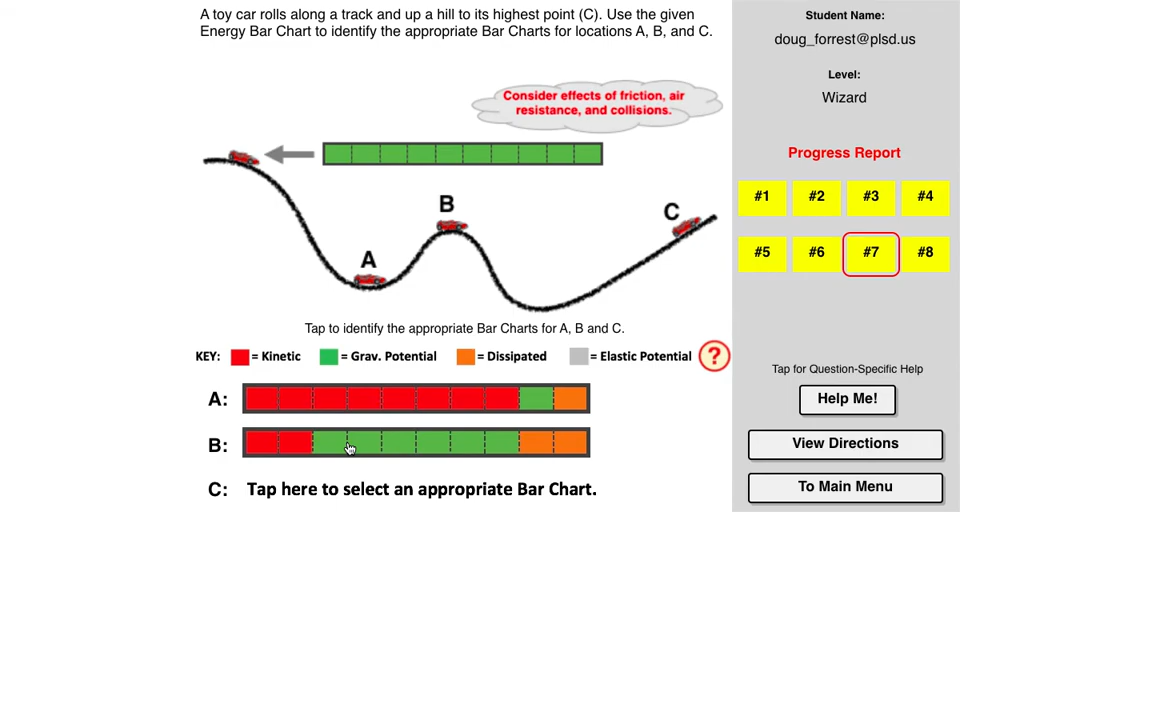 A toy car rolls along a track and up a hill to its highest point (C). Use the given
Energy Bar Chart to identify the appropriate Bar Charts for locations A, B, and C.
Consider effects of friction, air
resistance, and collisions.
B
C
A
Tap to identify the appropriate Bar Charts for A, B and C.
KEY: = Kinetic = Grav. Potential = Dissipated = Elastic Potential ?
A:
B:
C: Tap here to select an appropriate Bar Chart.
Student Name:
doug_forrest@plsd.us
Level:
Wizard
Progress Report
#1 #2 #3 #4
#5 #6 #7 #8
Tap for Question-Specific Help
Help Me!
View Directions
To Main Menu